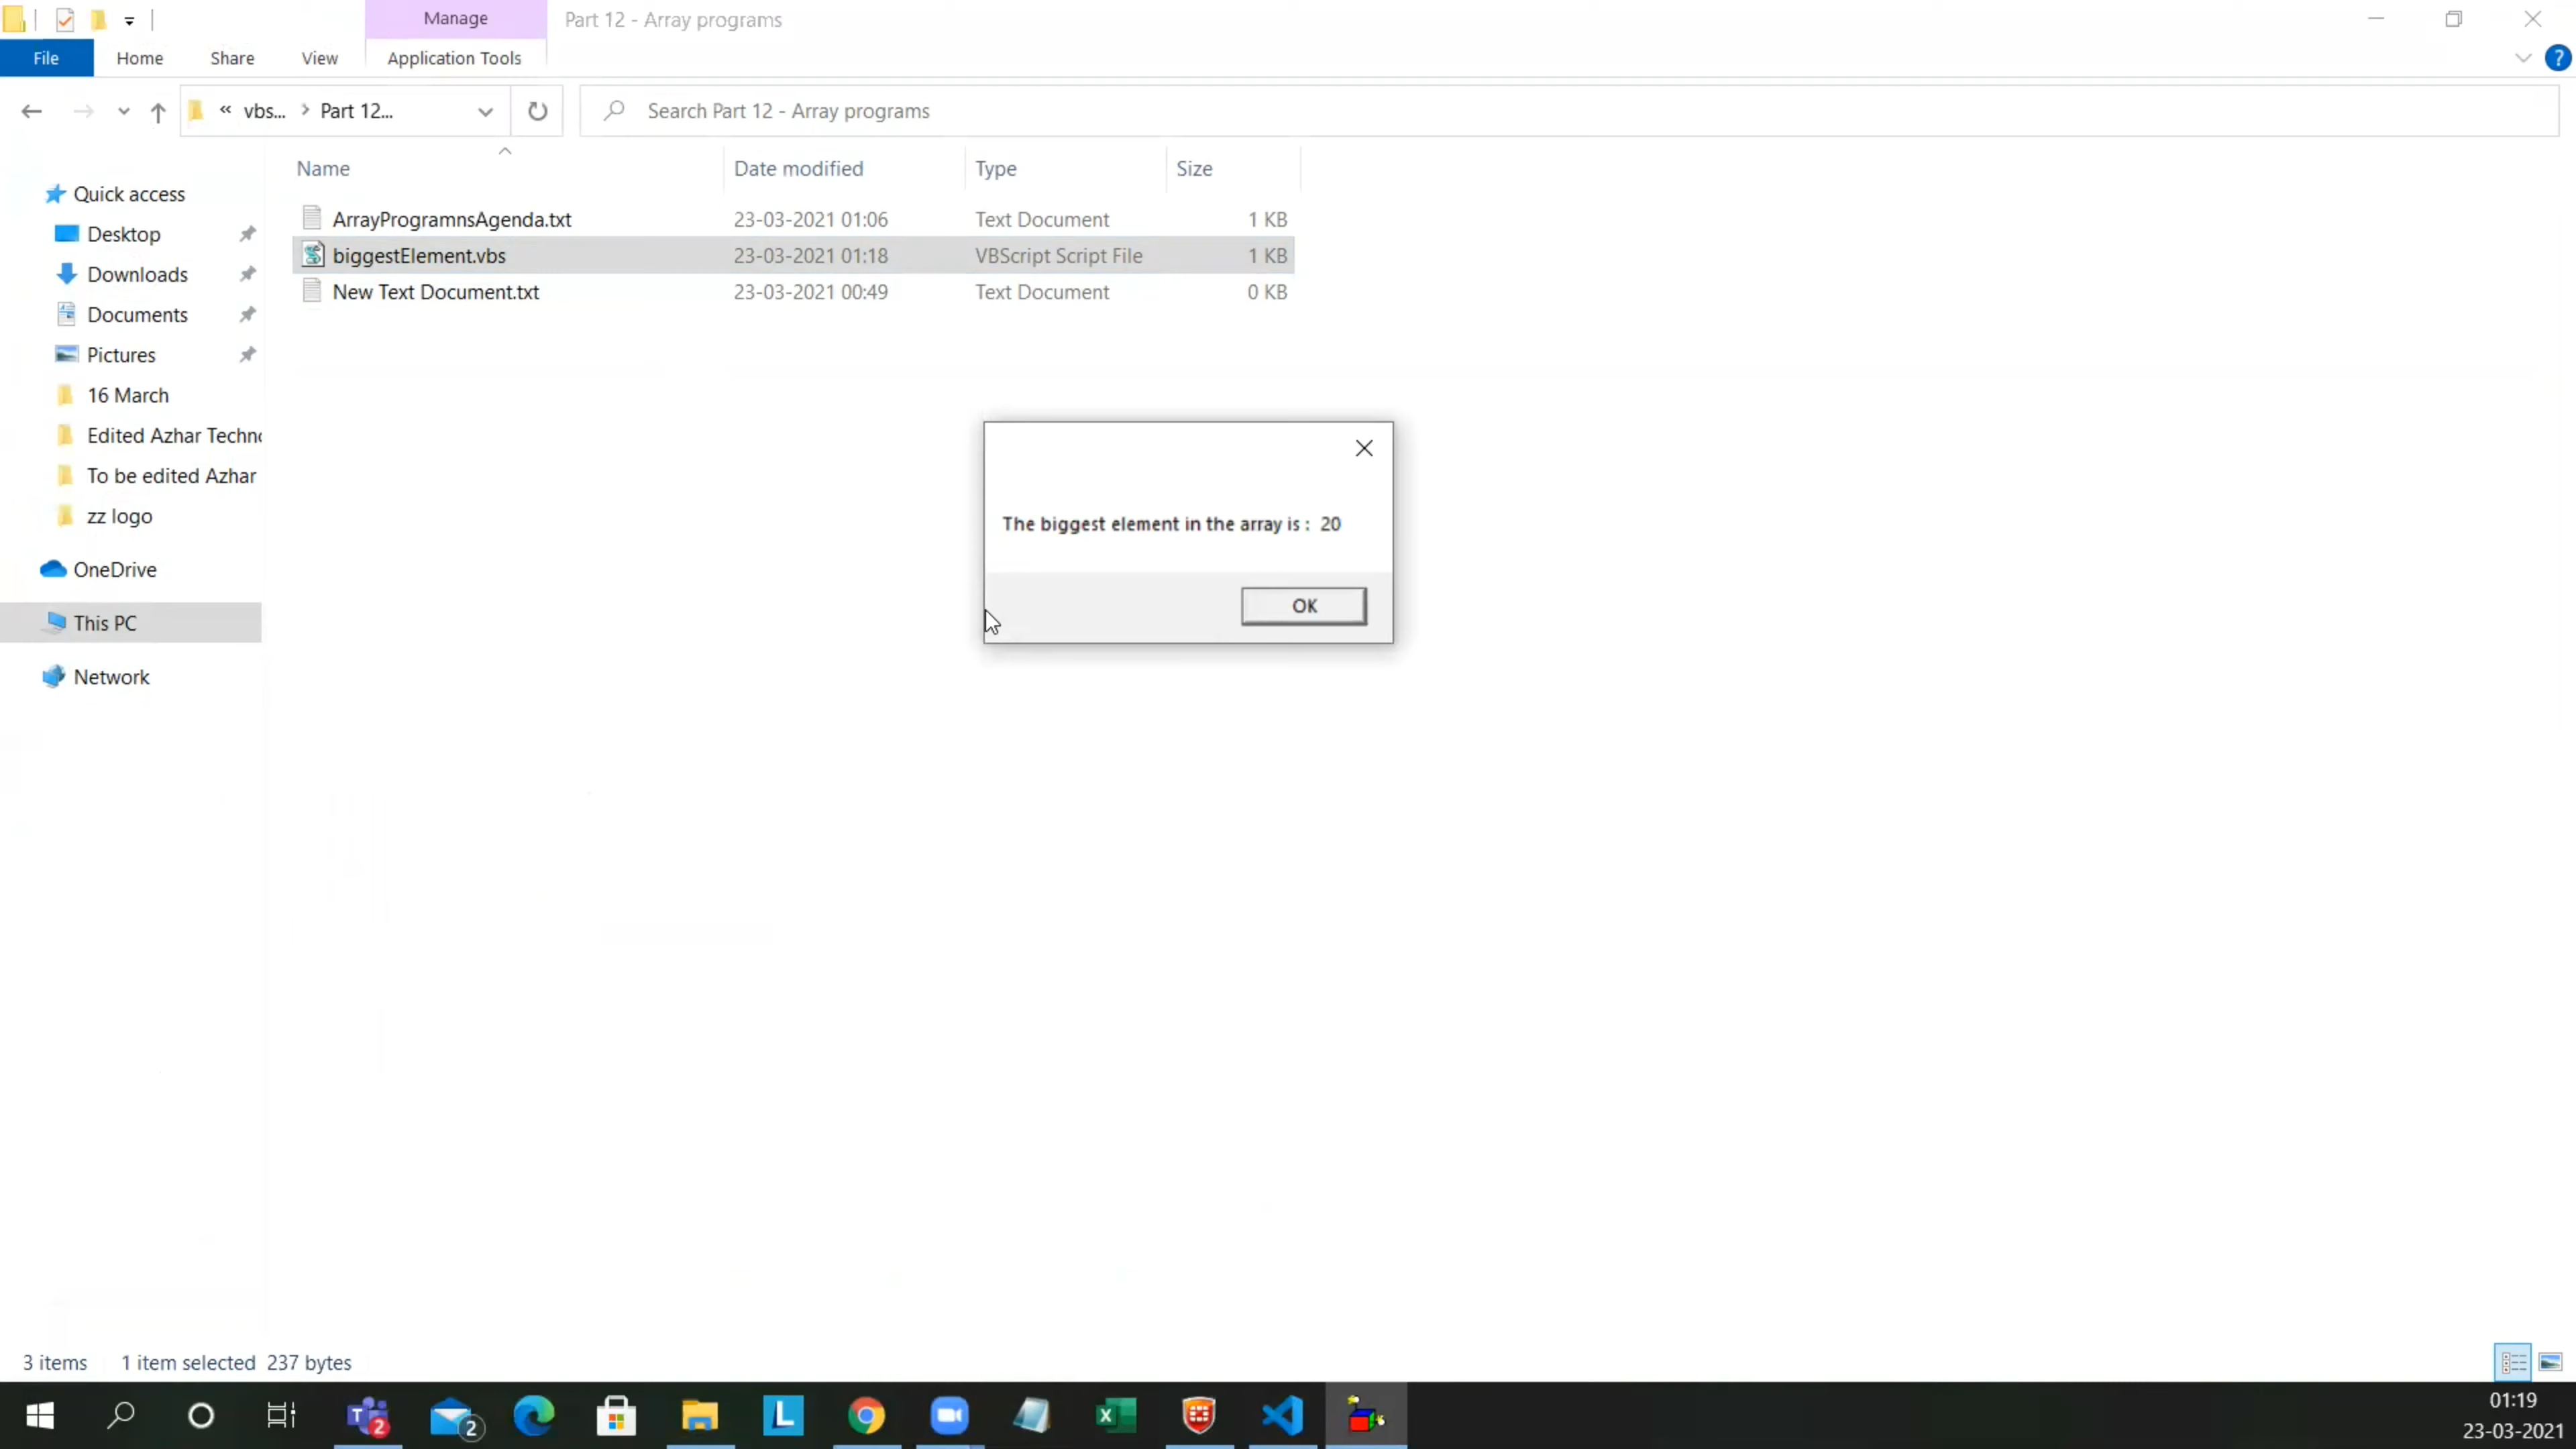 Manage
Part 12 - Array programs
File
Home
Share
View
Application Tools
?
« vbs... > Part 12...
Search Part 12 - Array programs
Name
Date modified
Type
Size
ArrayProgramnsAgenda.txt 23-03-2021 01:06 Text Document 1 KB
biggestElement.vbs 23-03-2021 01:18 VBScript Script File 1 KB
New Text Document.txt 23-03-2021 00:49 Text Document 0 KB
Quick access
Desktop
Downloads
Documents
Pictures
16 March
Edited Azhar Techn
To be edited Azhar
zz logo
OneDrive
This PC
Network
The biggest element in the array is : 20
OK
3 items 1 item selected 237 bytes
T 2
2
L
X
01:19
23-03-2021